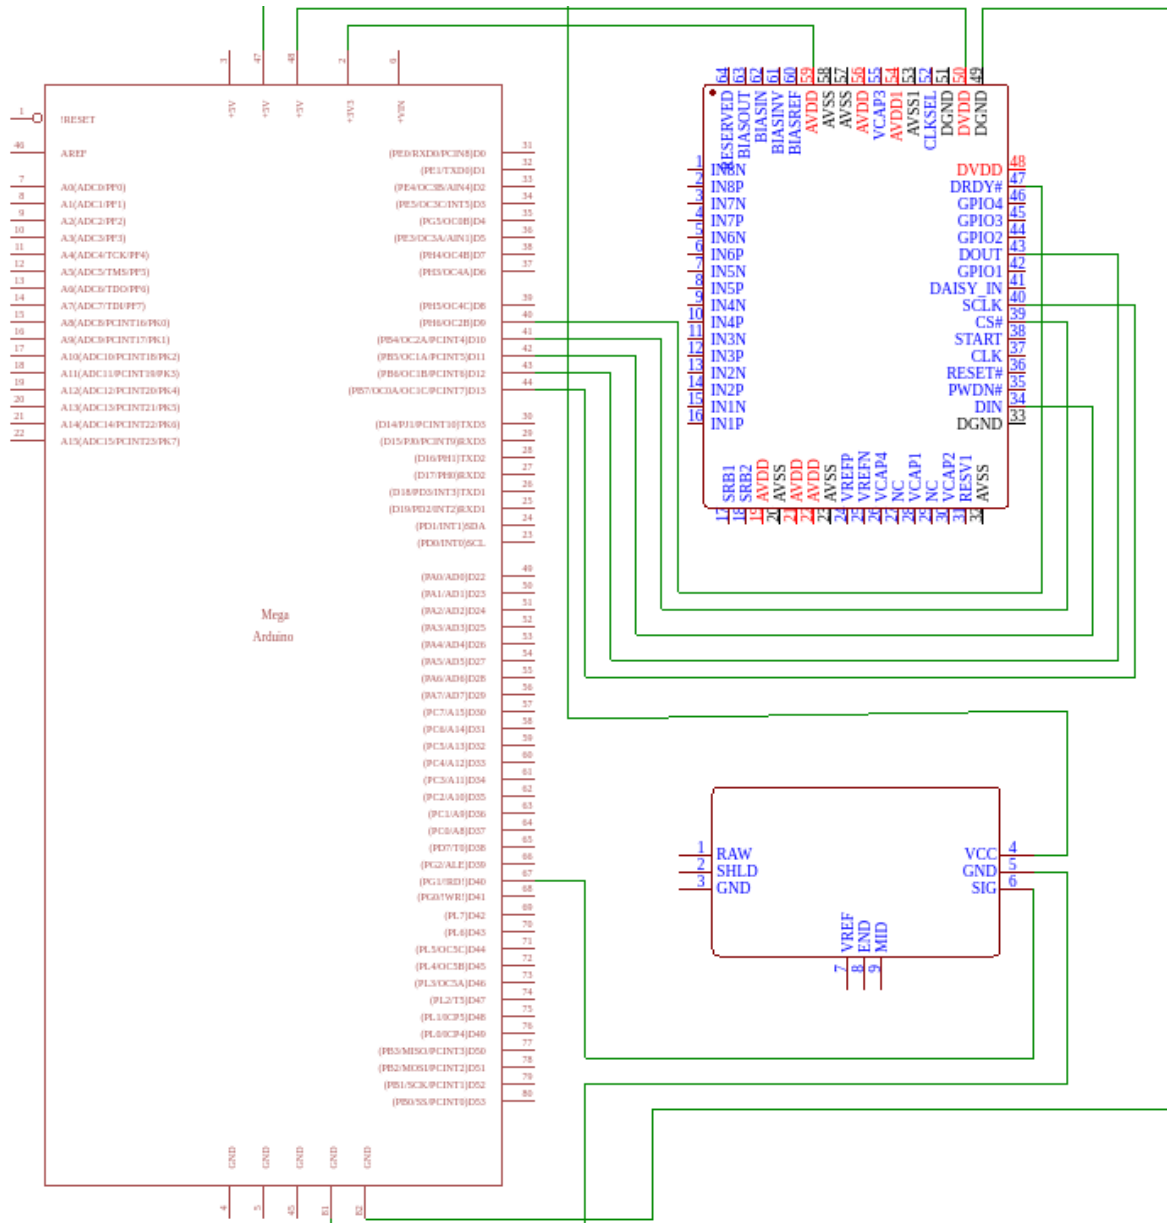 3
47
48
2
6
+5V
+5V
+5V
+3V3
+VIN
1
!RESET
46
AREF
7
A0(ADC0/PF0)
8
A1(ADC1/PF1)
9
A2(ADC2/PF2)
10
A3(ADC3/PF3)
11
A4(ADC4/TCK/PF4)
12
A5(ADC5/TMS/PF5)
13
A6(ADC6/TDO/PF6)
14
A7(ADC7/TDI/PF7)
15
A8(ADC8/PCINT16/PK0)
16
A9(ADC9/PCINT17/PK1)
17
A10(ADC10/PCINT18/PK2)
18
A11(ADC11/PCINT19/PK3)
19
A12(ADC12/PCINT20/PK4)
20
A13(ADC13/PCINT21/PK5)
21
A14(ADC14/PCINT22/PK6)
22
A15(ADC15/PCINT23/PK7)
31
(PE0/RXD0/PCIN8)D0
32
(PE1/TXD0)D1
33
(PE4/OC3B/AIN4)D2
34
(PE5/OC3C/INT5)D3
35
(PG5/OC0B)D4
36
(PE3/OC3A/AIN1)D5
38
(PH4/OC4B)D7
37
(PH3/OC4A)D6
39
(PH5/OC4C)D8
40
(PH6/OC2B)D9
41
(PB4/OC2A/PCINT4)D10
42
(PB5/OC1A/PCINT5)D11
43
(PB6/OC1B/PCINT6)D12
44
(PB7/OC0A/OC1C/PCINT7)D13
30
(D14/PJ1/PCINT10)TXD3
29
(D15/PJ0/PCINT9)RXD3
28
(D16/PH1)TXD2
27
(D17/PH0)RXD2
26
(D18/PD3/INT3)TXD1
25
(D19/PD2/INT2)RXD1
24
(PD1/INT1)SDA
23
(PD0/INT0)SCL
49
(PA0/AD0)D22
50
(PA1/AD1)D23
51
(PA2/AD2)D24
52
(PA3/AD3)D25
53
(PA4/AD4)D26
54
(PA5/AD5)D27
55
(PA6/AD6)D28
56
(PA7/AD7)D29
57
(PC7/A15)D30
58
(PC6/A14)D31
59
(PC5/A13)D32
60
(PC4/A12)D33
61
(PC3/A11)D34
62
(PC2/A10)D35
63
(PC1/A9)D36
64
(PC0/A8)D37
65
(PD7/T0)D38
66
(PG2/ALE)D39
67
(PG1/!RD!)D40
68
(PG0/!WR!)D41
69
(PL7)D42
70
(PL6)D43
71
(PL5/OC5C)D44
72
(PL4/OC5B)D45
73
(PL3/OC5A)D46
74
(PL2/T5)D47
75
(PL1/ICP5)D48
76
(PL0/ICP4)D49
77
(PB3/MISO/PCINT3)D50
78
(PB2/MOSI/PCINT2)D51
79
(PB1/SCK/PCINT1)D52
80
(PB0/SS/PCINT0)D53
Mega
Arduino
GND
GND
GND
GND
GND
4
5
45
81
82
64
63
62
61
60
59
58
57
56
55
54
53
52
51
50
49
RESERVED
BIASOUT
BIASIN
BIASINV
BIASREF
AVDD
AVSS
AVSS
AVDD
VCAP3
AVDD1
AVSS1
CLKSEL
DGND
DVDD
DGND
1 IN8N
2 IN8P
3 IN7N
4 IN7P
5 IN6N
6 IN6P
7 IN5N
8 IN5P
9 IN4N
10 IN4P
11 IN3N
12 IN3P
13 IN2N
14 IN2P
15 IN1N
16 IN1P
DVDD 48
DRDY# 47
GPIO4 46
GPIO3 45
GPIO2 44
DOUT 43
GPIO1 42
DAISY_IN 41
SCLK 40
CS# 39
START 38
CLK 37
RESET# 36
PWDN# 35
DIN 34
DGND 33
SRB1
SRB2
AVDD
AVSS
AVDD
AVDD
AVSS
VREFP
VREFN
VCAP4
NC
VCAP1
NC
VCAP2
RESV1
AVSS
17
18
19
20
21
22
23
24
25
26
27
28
29
30
31
32
1 RAW
2 SHLD
3 GND
VCC 4
GND 5
SIG 6
VREF
END
MID
7
8
9